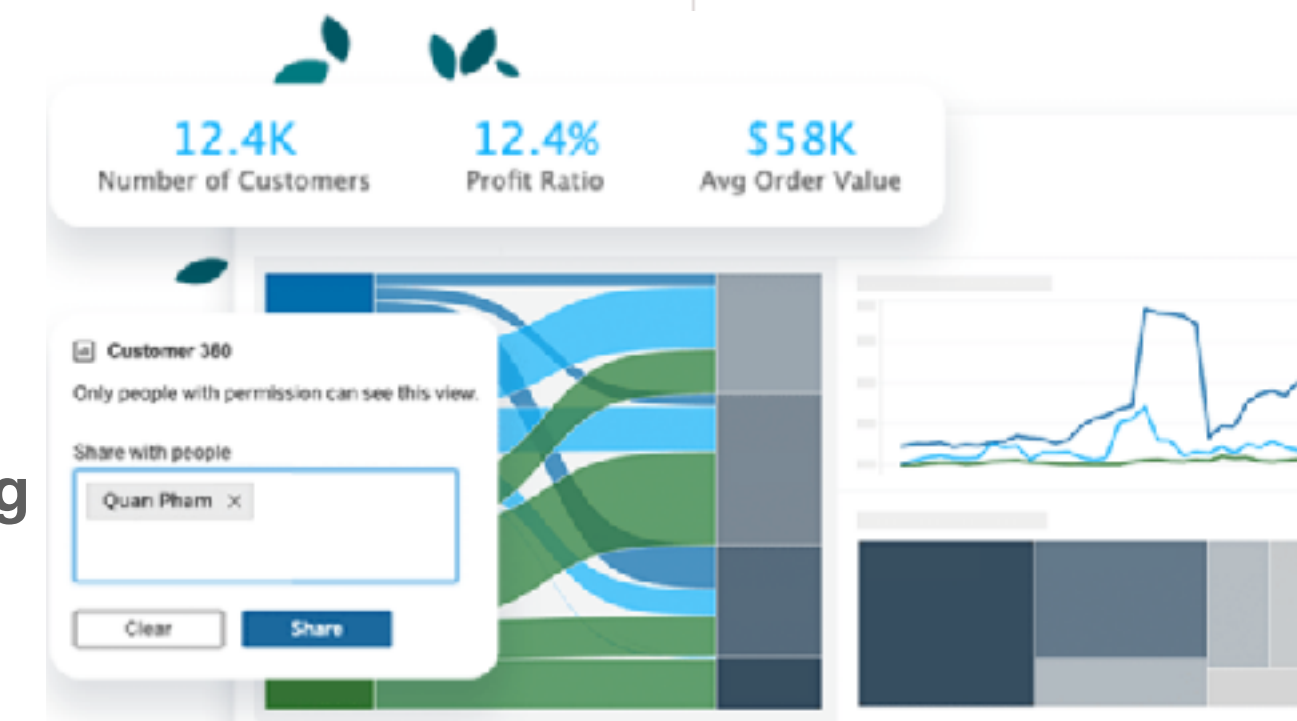 12.4K 12.4% $58K
Number of Customers Profit Ratio Avg Order Value
Customer 360
Only people with permission can see this view.
Share with people
g
Quan Pham ×
Clear Share